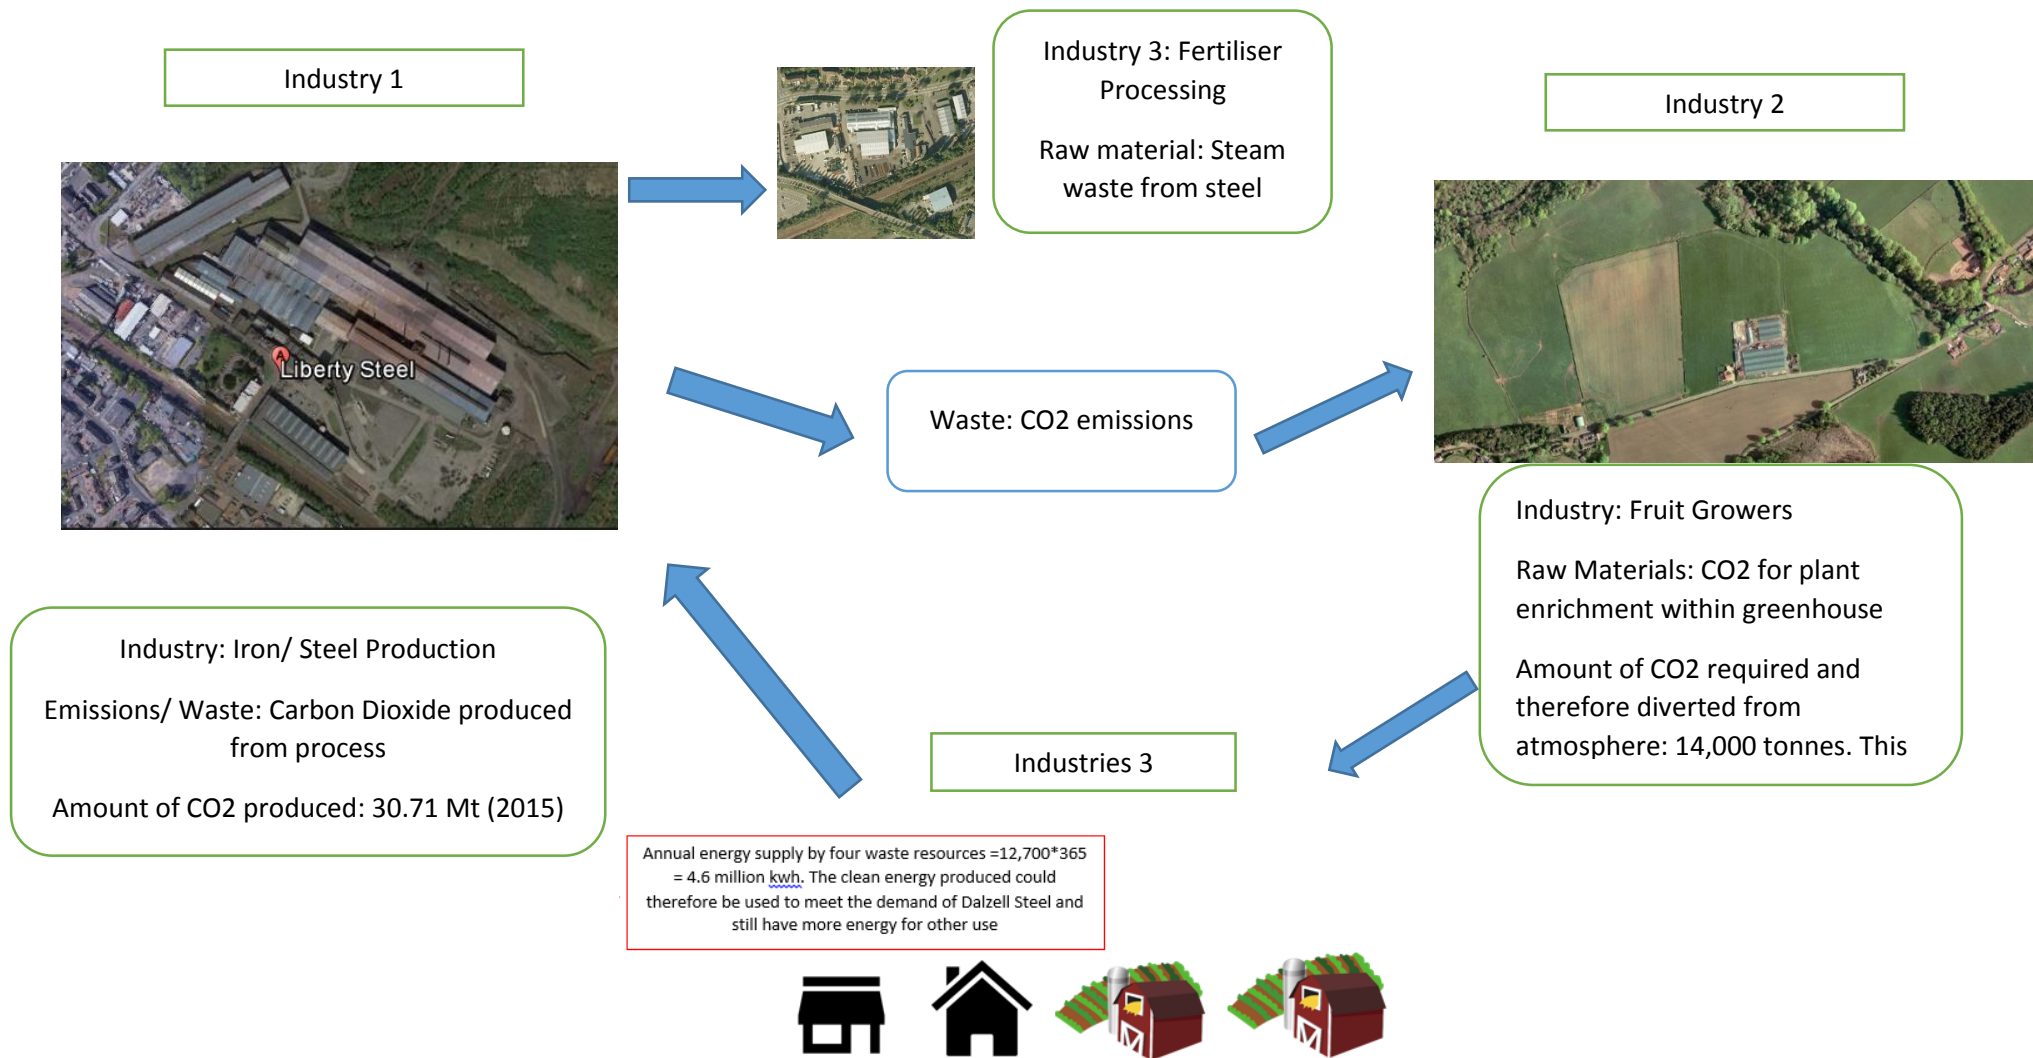 Industry 1
Industry 3: Fertiliser
Processing
Raw material: Steam
waste from steel
Industry 2
A
Liberty Steel
Waste: CO2 emissions
Industry: Fruit Growers
Raw Materials: CO2 for plant
enrichment within greenhouse
Amount of CO2 required and
therefore diverted from
atmosphere: 14,000 tonnes. This
Industry: Iron/ Steel Production
Emissions/ Waste: Carbon Dioxide produced
from process
Amount of CO2 produced: 30.71 Mt (2015)
Industries 3
Annual energy supply by four waste resources =12,700*365
= 4.6 million kwh. The clean energy produced could
therefore be used to meet the demand of Dalzell Steel and
still have more energy for other use